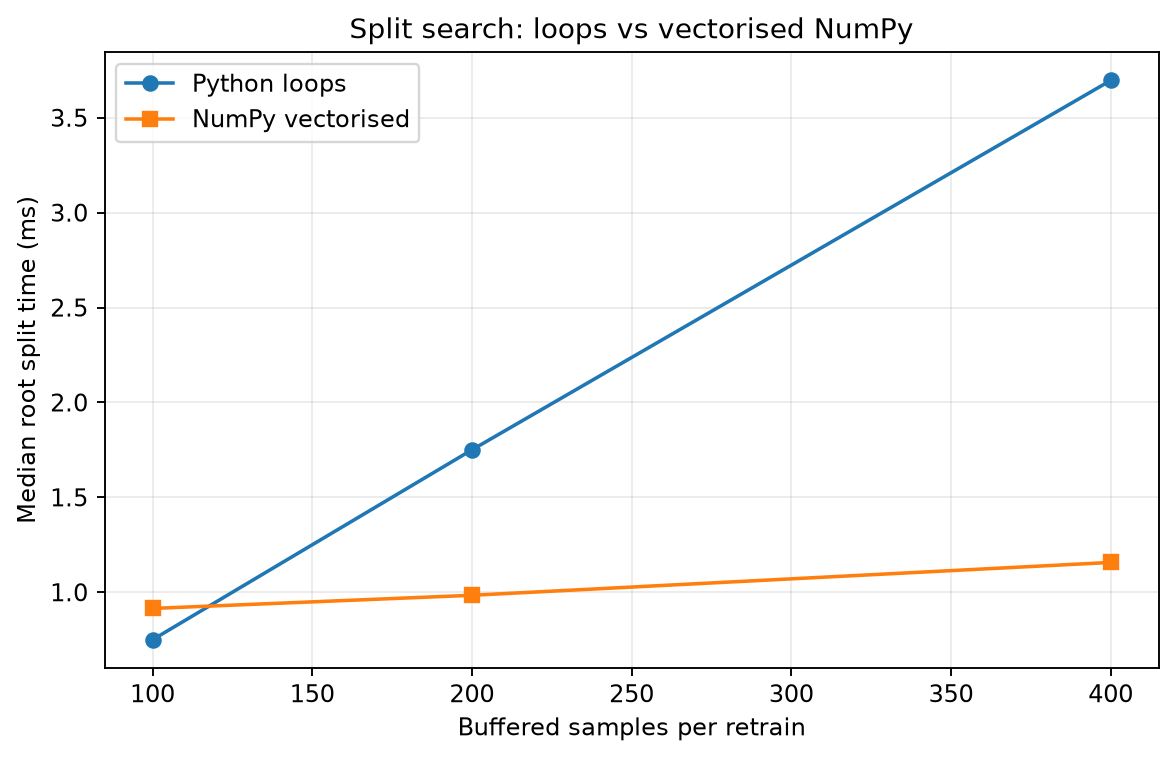 Split search: loops vs vectorised NumPy
Python loops
NumPy vectorised
Median root split time (ms)
3.5
3.0
2.5
2.0
1.5
1.0
100 150 200 250 300 350 400
Buffered samples per retrain